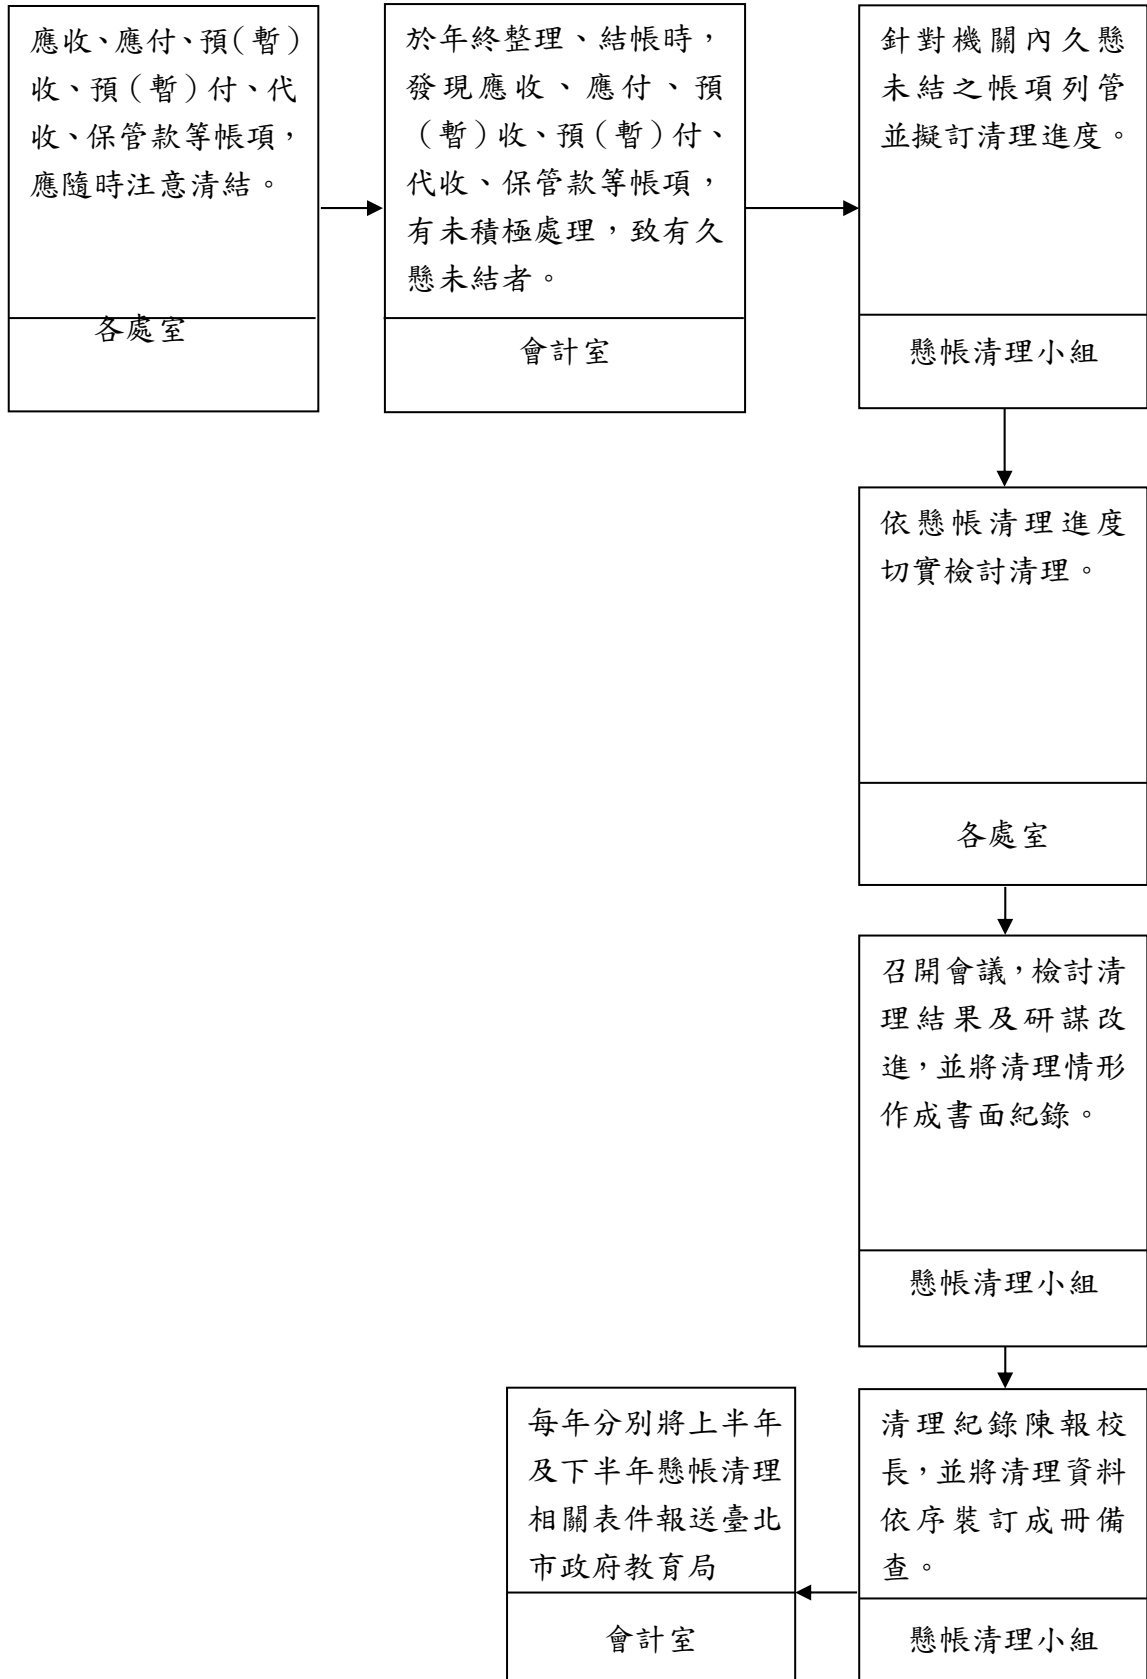 應收、應付、預(暫)
收、預(暫)付、代
收、保管款等帳項，
應隨時注意清結。
各處室
於年終整理、結帳時，
發現應收、應付、預
(暫)收、預(暫)付、
代收、保管款等帳項，
有未積極處理，致有久
懸未結者。
會計室
針對機關內久懸
未結之帳項列管
並擬訂清理進度。
懸帳清理小組
依懸帳清理進度
切實檢討清理。
各處室
召開會議，檢討清
理結果及研謀改
進，並將清理情形
作成書面紀錄。
懸帳清理小組
清理紀錄陳報校
長，並將清理資料
依序裝訂成冊備
查。
懸帳清理小組
每年分別將上半年
及下半年懸帳清理
相關表件報送臺北
市政府教育局
會計室